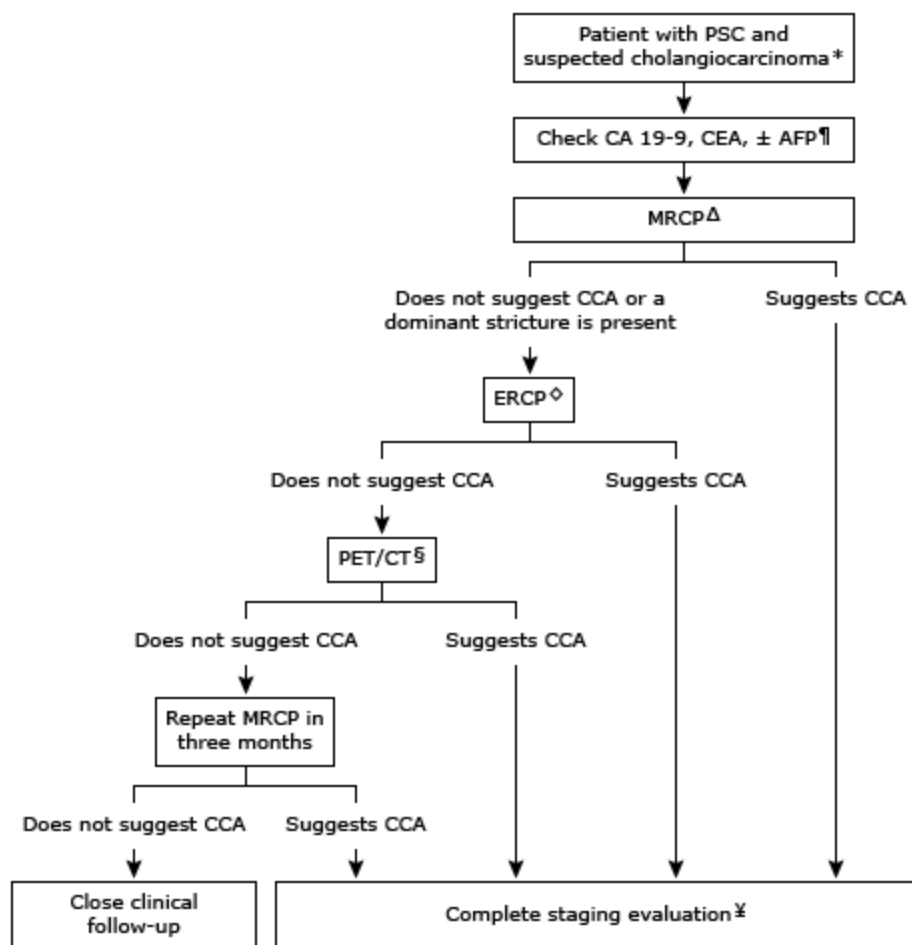 Patient with PSC and
suspected cholangiocarcinoma*
Check CA 19-9, CEA, ± AFP¶
MRCPΔ
Does not suggest CCA or a
dominant stricture is present
Suggests CCA
ERCP◇
Does not suggest CCA
Suggests CCA
PET/CT§
Does not suggest CCA
Suggests CCA
Repeat MRCP in
three months
Does not suggest CCA
Suggests CCA
Close clinical
follow-up
Complete staging evaluation¥